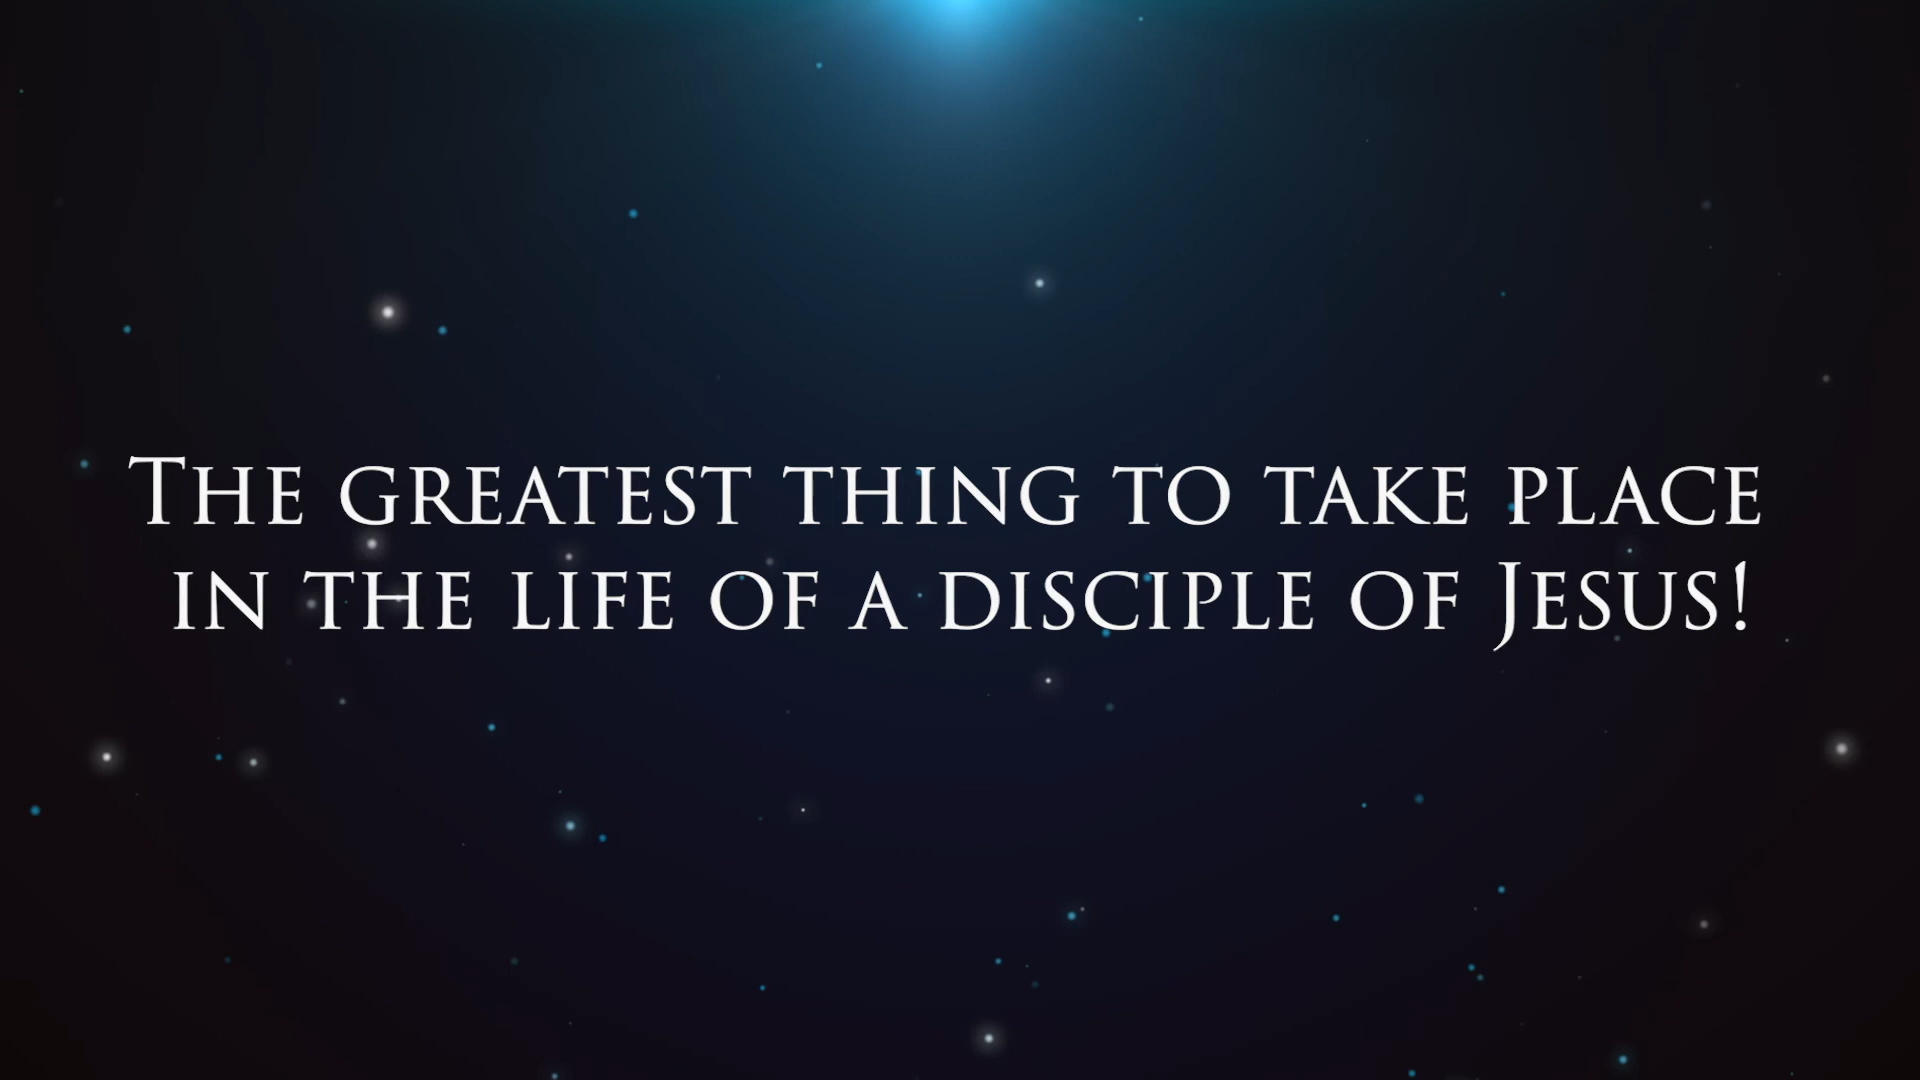 The greatest thing to take place
in the life of a disciple of Jesus!